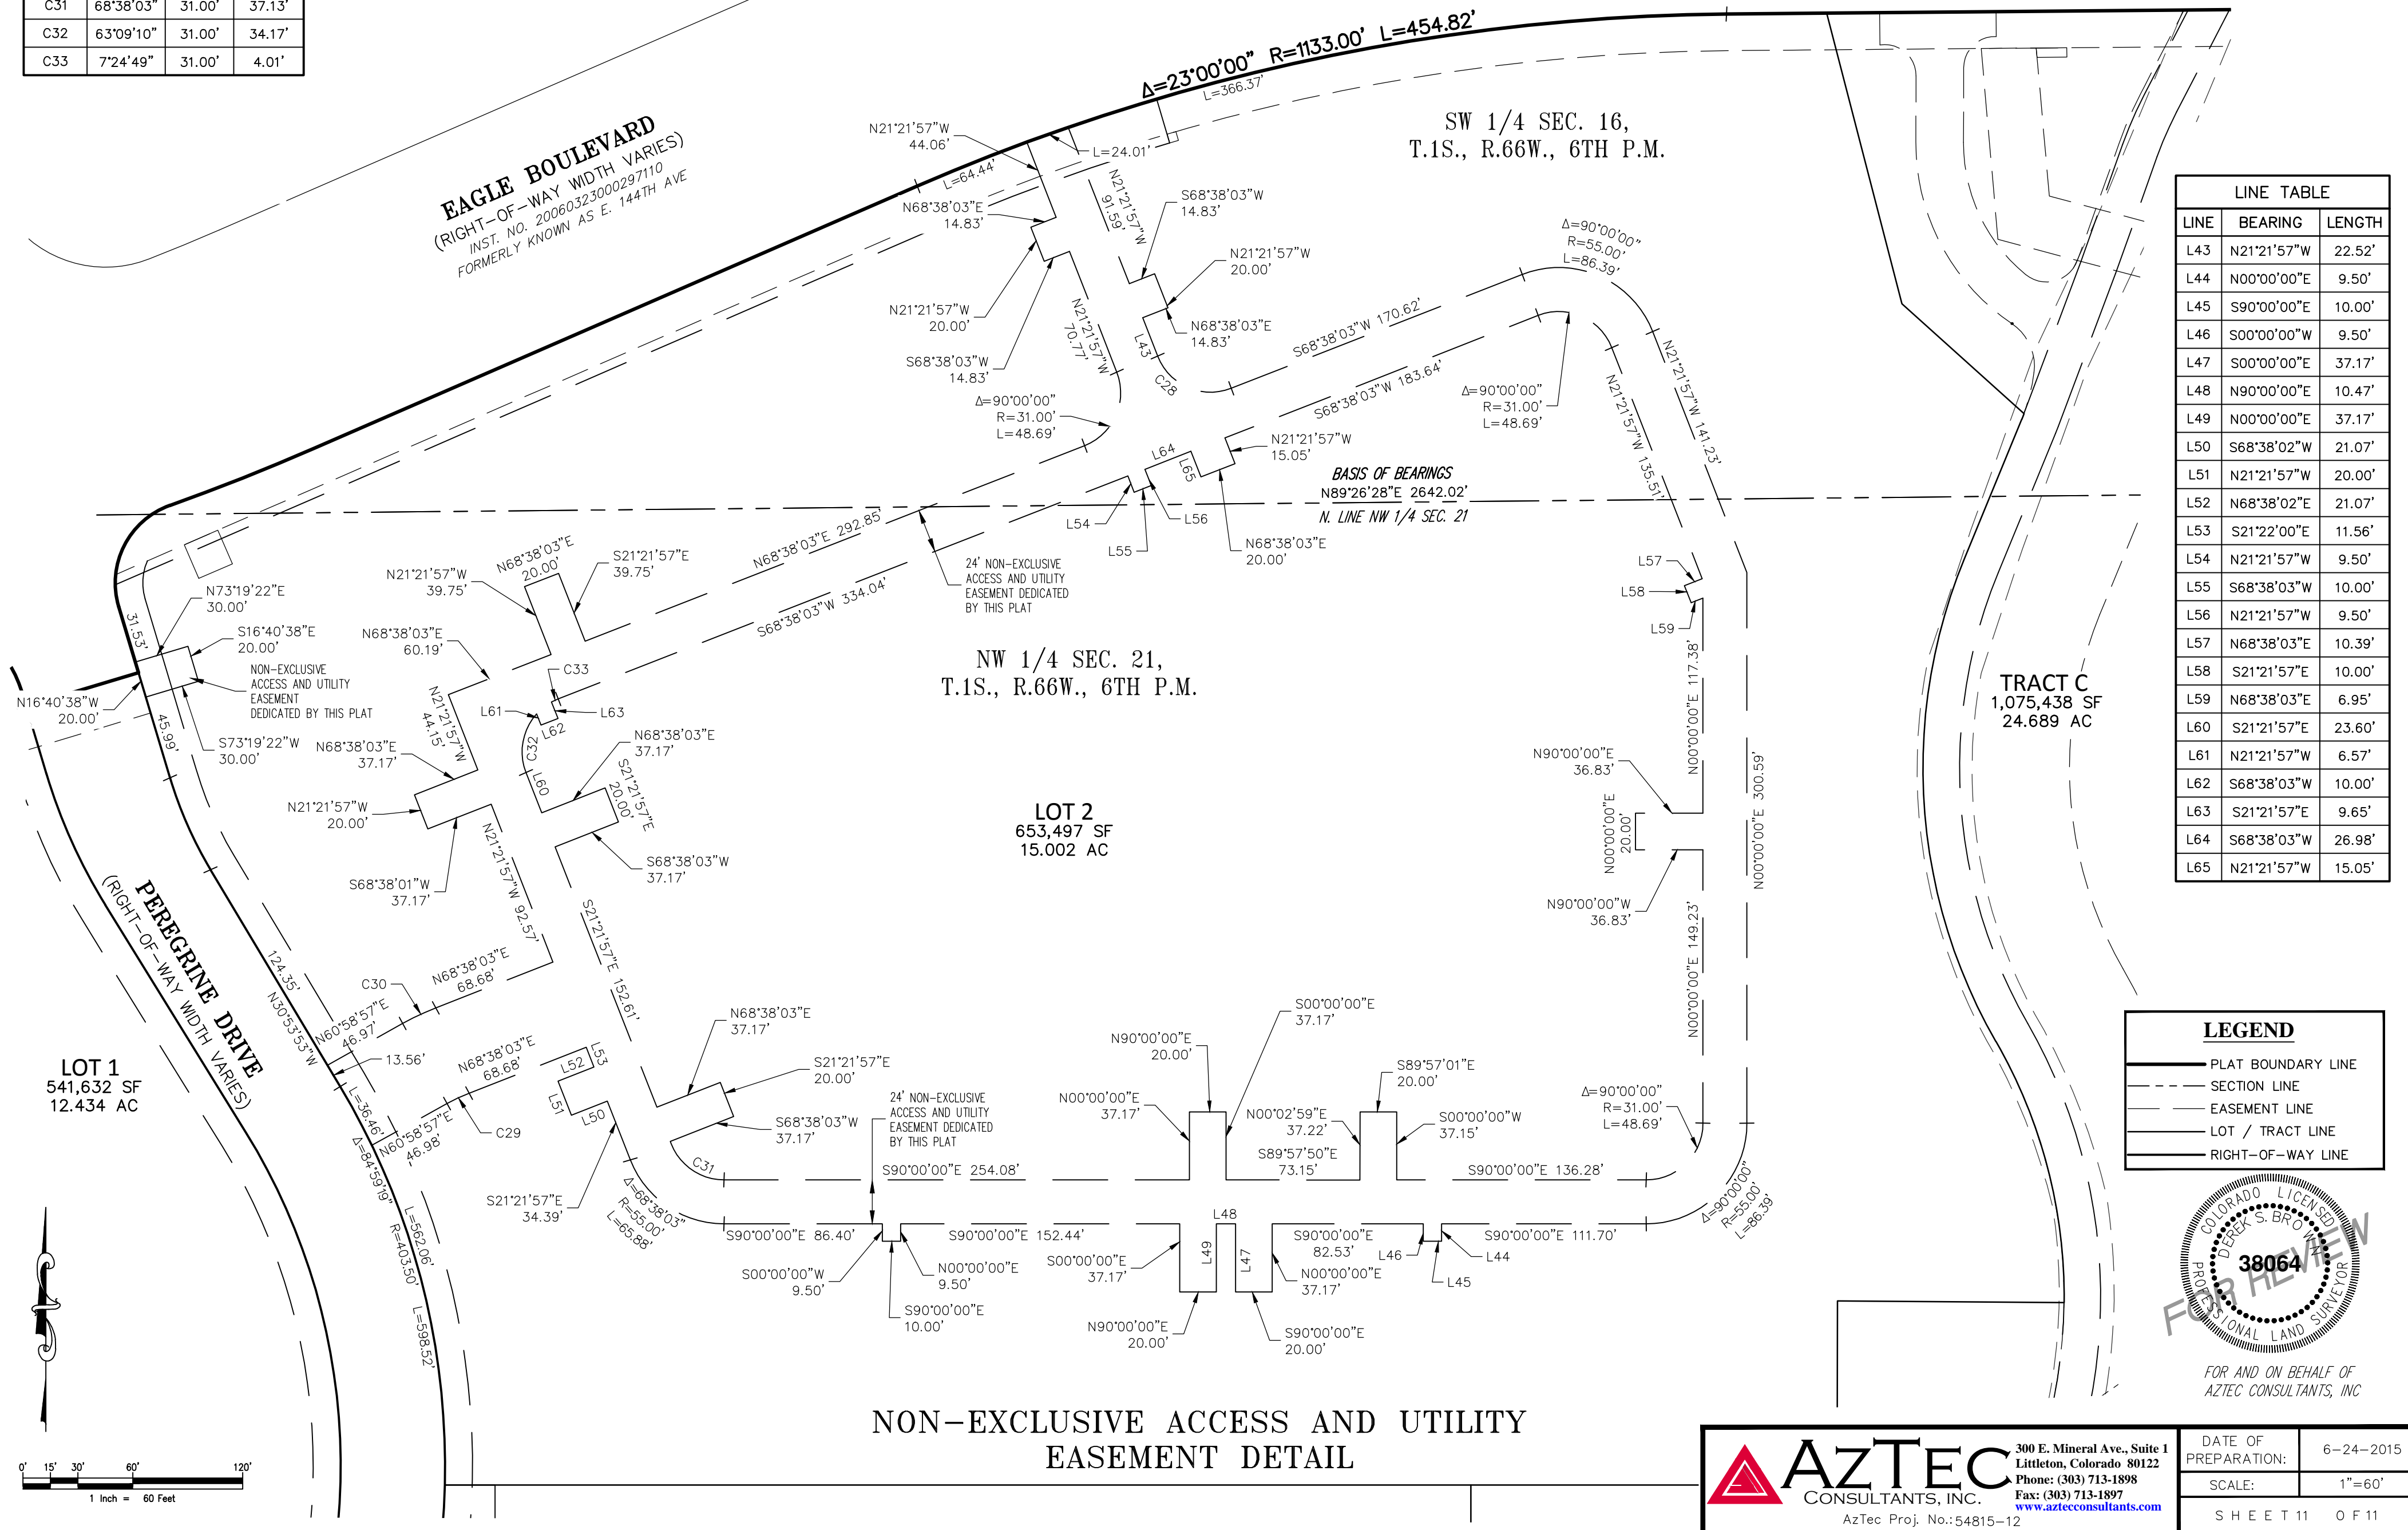 C31 68°38'03" 31.00' 37.13'
C32 63°09'10" 31.00' 34.17'
C33 7°24'49" 31.00' 4.01'
EAGLE BOULEVARD
(RIGHT-OF-WAY WIDTH VARIES)
INST. NO. 20060323000297110
FORMERLY KNOWN AS E. 144TH AVE
Δ=23°00'00" R=1133.00' L=454.82'
L=366.37'
SW 1/4 SEC. 16,
T.1S., R.66W., 6TH P.M.
N21°21'57"W
44.06'
L=24.01'
L=64.44'
N68°38'03"E
14.83'
N21°21'57"W
91.59'
S68°38'03"W
14.83'
N21°21'57"W
20.00'
N21°21'57"W
20.00'
N21°21'57"W
70.77'
N68°38'03"E
14.83'
S68°38'03"W
14.83'
L43
C28
Δ=90°00'00"
R=55.00'
L=86.39'
S68°38'03"W 170.62'
S68°38'03"W 183.64'
Δ=90°00'00"
R=31.00'
L=48.69'
Δ=90°00'00"
R=31.00'
L=48.69'
N21°21'57"W 141.23'
N21°21'57"W 135.51'
N21°21'57"W
15.05'
L64
L65
BASIS OF BEARINGS
N89°26'28"E 2642.02'
N. LINE NW 1/4 SEC. 21
L54
L55
L56
N68°38'03"E
20.00'
N68°38'03"E 292.85'
S68°38'03"W 334.04'
24' NON-EXCLUSIVE
ACCESS AND UTILITY
EASEMENT DEDICATED
BY THIS PLAT
NW 1/4 SEC. 21,
T.1S., R.66W., 6TH P.M.
N68°38'03"E
20.00'
S21°21'57"E
39.75'
N21°21'57"W
39.75'
N68°38'03"E
60.19'
N73°19'22"E
30.00'
31.53'
S16°40'38"E
20.00'
NON-EXCLUSIVE
ACCESS AND UTILITY
EASEMENT
DEDICATED BY THIS PLAT
N16°40'38"W
20.00'
45.99'
S73°19'22"W
30.00'
N21°21'57"W
44.15'
C33
L61
L63
L62
C32
L60
N68°38'03"E
37.17'
N68°38'03"E
37.17'
S21°21'57"E
20.00'
N21°21'57"W
20.00'
S68°38'01"W
37.17'
S68°38'03"W
37.17'
N21°21'57"W 92.57'
S21°21'57"E 152.61'
LOT 2
653,497 SF
15.002 AC
L57
L58
L59
N00°00'00"E 117.38'
N00°00'00"E 300.59'
N90°00'00"E
36.83'
N00°00'00"E
20.00'
N90°00'00"W
36.83'
N00°00'00"E 149.23'
TRACT C
1,075,438 SF
24.689 AC
LINE TABLE
LINE BEARING LENGTH
L43 N21°21'57"W 22.52'
L44 N00°00'00"E 9.50'
L45 S90°00'00"E 10.00'
L46 S00°00'00"W 9.50'
L47 S00°00'00"E 37.17'
L48 N90°00'00"E 10.47'
L49 N00°00'00"E 37.17'
L50 S68°38'02"W 21.07'
L51 N21°21'57"W 20.00'
L52 N68°38'02"E 21.07'
L53 S21°22'00"E 11.56'
L54 N21°21'57"W 9.50'
L55 S68°38'03"W 10.00'
L56 N21°21'57"W 9.50'
L57 N68°38'03"E 10.39'
L58 S21°21'57"E 10.00'
L59 N68°38'03"E 6.95'
L60 S21°21'57"E 23.60'
L61 N21°21'57"W 6.57'
L62 S68°38'03"W 10.00'
L63 S21°21'57"E 9.65'
L64 S68°38'03"W 26.98'
L65 N21°21'57"W 15.05'
PEREGRINE DRIVE
(RIGHT-OF-WAY WIDTH VARIES)
124.35'
N30°53'53"W
LOT 1
541,632 SF
12.434 AC
C30
N68°38'03"E
68.68'
N60°58'57"E
46.97'
13.56'
L=36.46'
N60°58'57"E
46.98'
N68°38'03"E
68.68'
C29
Δ=84°59'19"
R=403.50'
L=562.06'
L=598.52'
L53
L52
L51
L50
N68°38'03"E
37.17'
S21°21'57"E
20.00'
S68°38'03"W
37.17'
C31
S21°21'57"E
34.39'
Δ=68°38'03"
R=55.00'
L=65.88'
24' NON-EXCLUSIVE
ACCESS AND UTILITY
EASEMENT DEDICATED
BY THIS PLAT
S90°00'00"E 254.08'
N90°00'00"E
20.00'
S00°00'00"E
37.17'
N00°00'00"E
37.17'
N00°02'59"E
37.22'
S89°57'01"E
20.00'
S00°00'00"W
37.15'
S89°57'50"E
73.15'
S90°00'00"E 136.28'
Δ=90°00'00"
R=31.00'
L=48.69'
Δ=90°00'00"
R=55.00'
L=86.39'
S90°00'00"E 86.40'
S90°00'00"E 152.44'
L48
L49
L47
S90°00'00"E
82.53'
S90°00'00"E 111.70'
L46
L44
L45
S00°00'00"W
9.50'
N00°00'00"E
9.50'
S90°00'00"E
10.00'
S00°00'00"E
37.17'
N00°00'00"E
37.17'
N90°00'00"E
20.00'
S90°00'00"E
20.00'
LEGEND
PLAT BOUNDARY LINE
SECTION LINE
EASEMENT LINE
LOT / TRACT LINE
RIGHT-OF-WAY LINE
COLORADO LICENSED
DEREK S. BROWN
38064
PROFESSIONAL LAND SURVEYOR
FOR REVIEW
FOR AND ON BEHALF OF
AZTEC CONSULTANTS, INC
0' 15' 30' 60' 120'
1 Inch = 60 Feet
NON-EXCLUSIVE ACCESS AND UTILITY
EASEMENT DETAIL
AZTEC
CONSULTANTS, INC.
300 E. Mineral Ave., Suite 1
Littleton, Colorado 80122
Phone: (303) 713-1898
Fax: (303) 713-1897
www.aztecconsultants.com
AzTec Proj. No.: 54815-12
DATE OF
PREPARATION:
6-24-2015
SCALE: 1"=60'
SHEET 11 OF 11